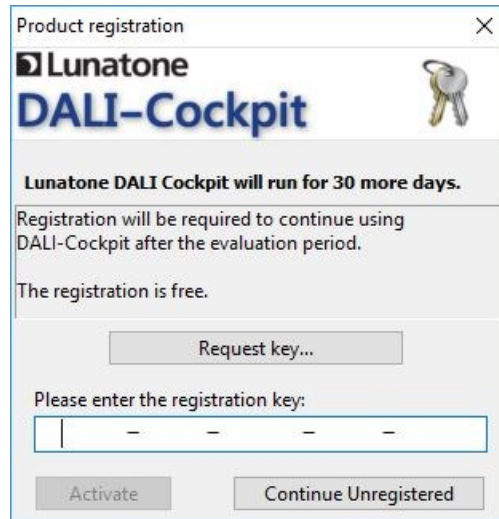 Product registration
Lunatone
DALI-Cockpit
Lunatone DALI Cockpit will run for 30 more days.
Registration will be required to continue using
DALI-Cockpit after the evaluation period.
The registration is free.
Request key...
Please enter the registration key:
– – – –
Activate
Continue Unregistered